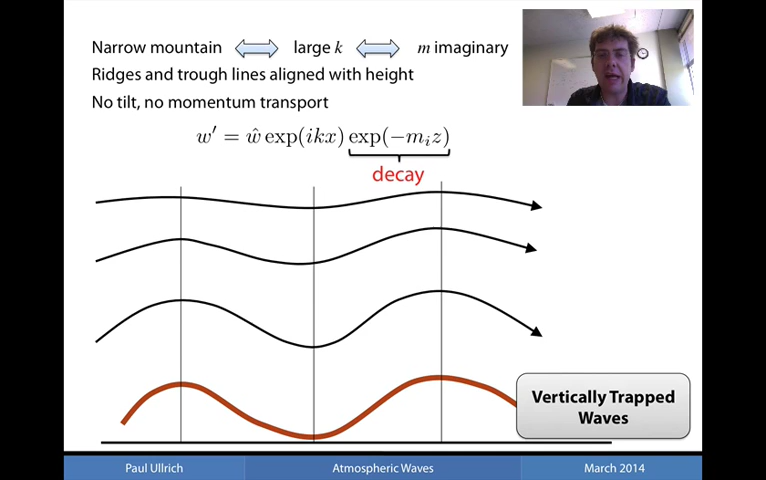 Narrow mountain large k m imaginary
Ridges and trough lines aligned with height
No tilt, no momentum transport
w′ = ŵ exp(ikx) exp(−mᵢz)
decay
Vertically Trapped
Waves
Paul Ullrich Atmospheric Waves March 2014